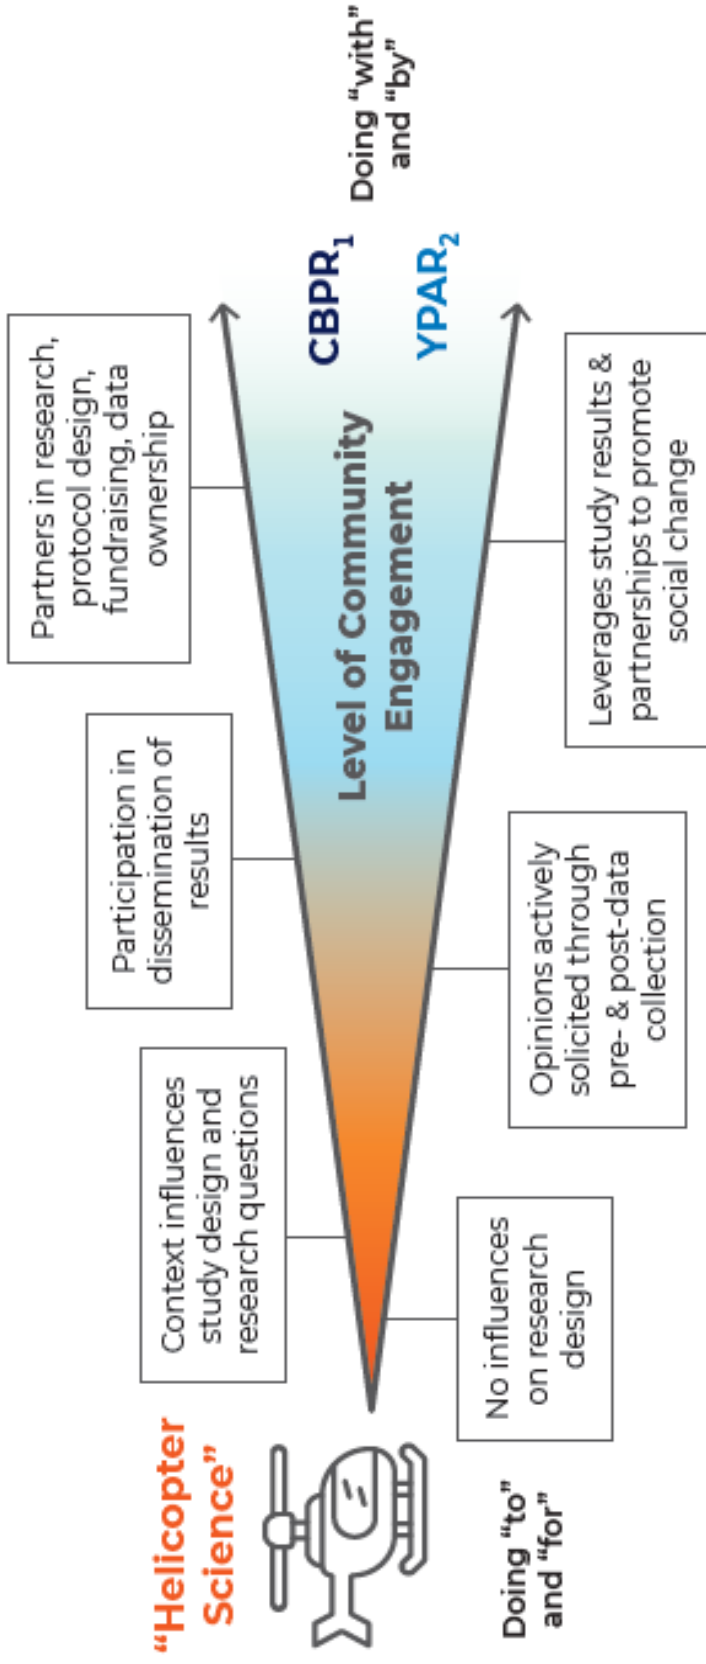 “Helicopter
Science”
Doing “to”
and “for”
Context influences
study design and
research questions
No influences
on research
design
Participation in
dissemination of
results
Opinions actively
solicited through
pre- & post-data
collection
Partners in research,
protocol design,
fundraising, data
ownership
Leverages study results &
partnerships to promote
social change
Level of Community
Engagement
CBPR1
YPAR2
Doing “with”
and “by”